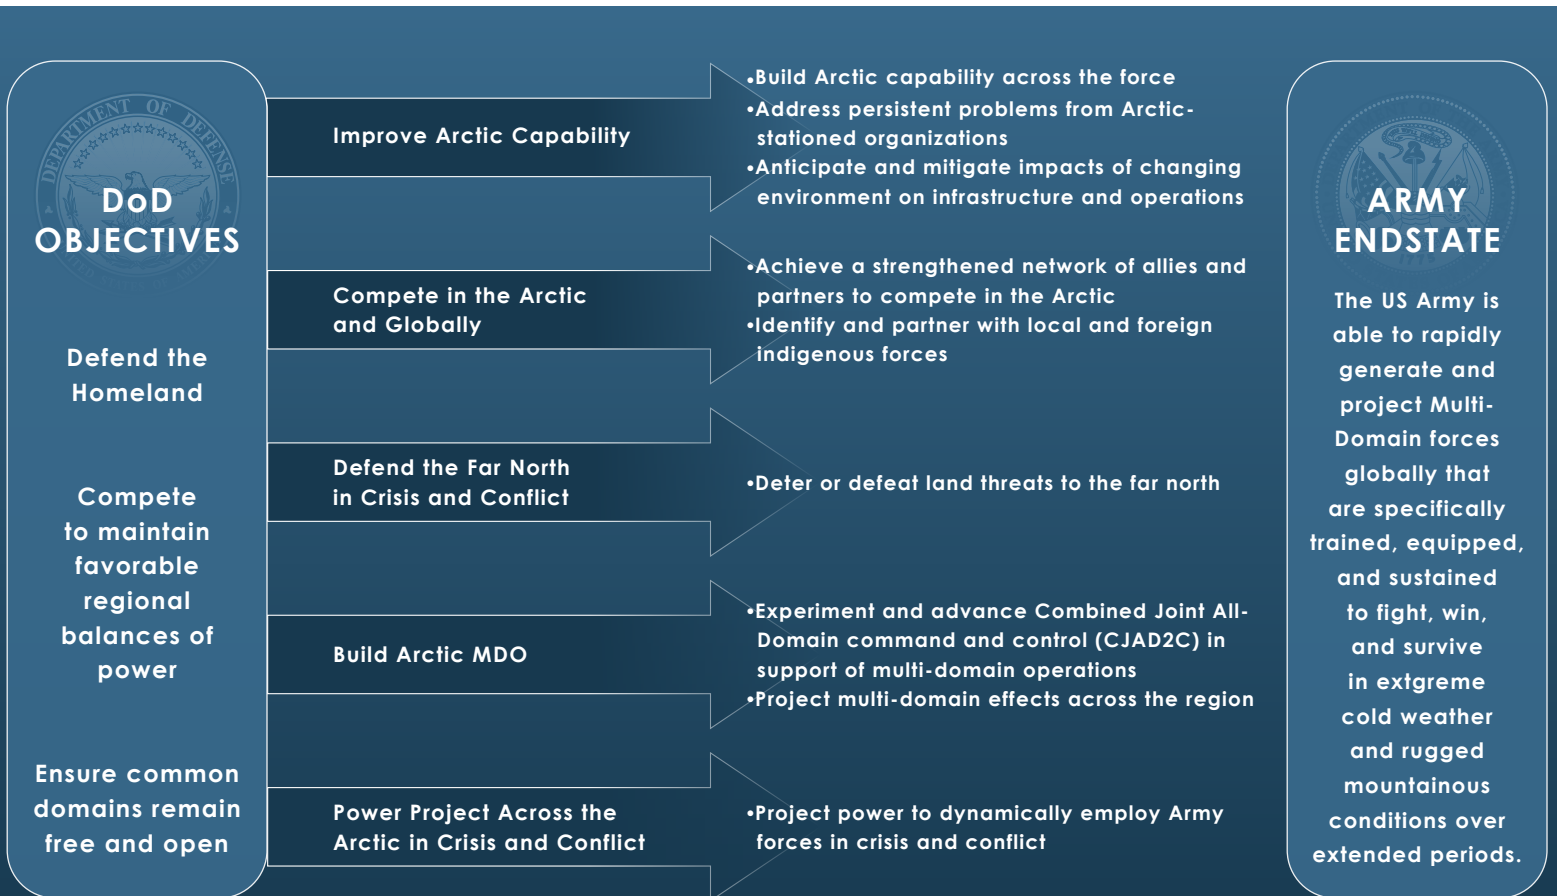 DEPARTMENT OF DEFENSE
DoD
OBJECTIVES
Defend the
Homeland
Compete
to maintain
favorable
regional
balances of
power
Ensure common
domains remain
free and open
Improve Arctic Capability
•Build Arctic capability across the force
•Address persistent problems from Arctic-
stationed organizations
•Anticipate and mitigate impacts of changing
environment on infrastructure and operations
Compete in the Arctic
and Globally
•Achieve a strengthened network of allies and
partners to compete in the Arctic
•Identify and partner with local and foreign
indigenous forces
Defend the Far North
in Crisis and Conflict
•Deter or defeat land threats to the far north
Build Arctic MDO
•Experiment and advance Combined Joint All-
Domain command and control (CJAD2C) in
support of multi-domain operations
•Project multi-domain effects across the region
Power Project Across the
Arctic in Crisis and Conflict
•Project power to dynamically employ Army
forces in crisis and conflict
ARMY
ENDSTATE
1775
The US Army is
able to rapidly
generate and
project Multi-
Domain forces
globally that
are specifically
trained, equipped,
and sustained
to fight, win,
and survive
in extgreme
cold weather
and rugged
mountainous
conditions over
extended periods.